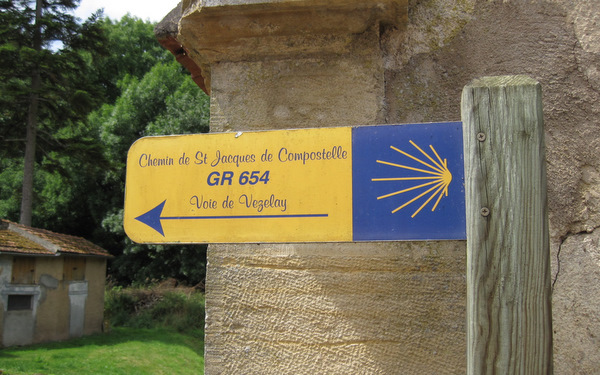 Chemin de St Jacques de Compostelle
GR 654
Voie de Vezelay